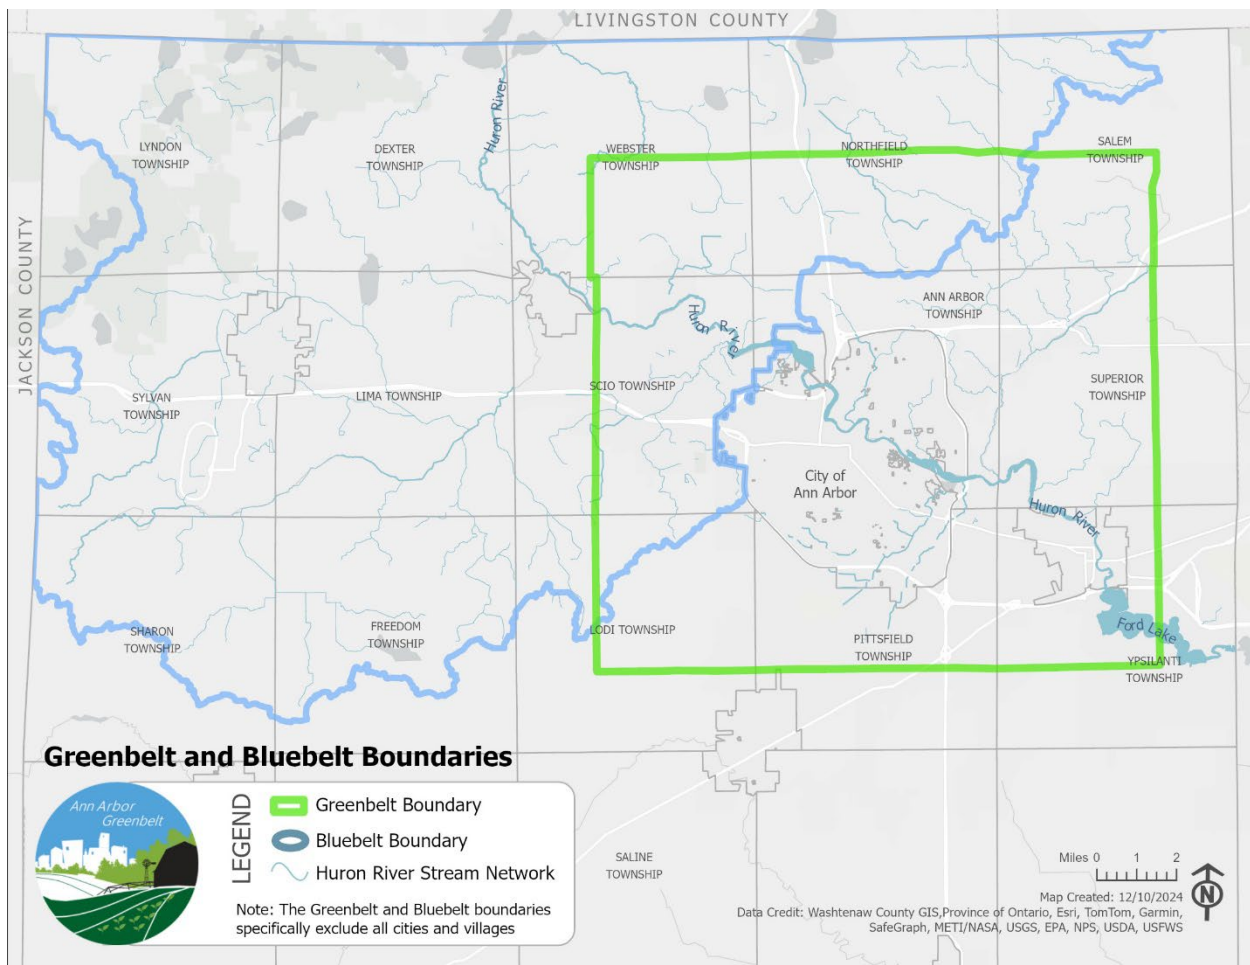 LIVINGSTON COUNTY
JACKSON COUNTY
Huron River
LYNDON
TOWNSHIP
DEXTER
TOWNSHIP
WEBSTER
TOWNSHIP
NORTHFIELD
TOWNSHIP
SALEM
TOWNSHIP
Huron River
ANN ARBOR
TOWNSHIP
SYLVAN
TOWNSHIP
LIMA TOWNSHIP
SCIO TOWNSHIP
SUPERIOR
TOWNSHIP
City of
Ann Arbor
Huron River
SHARON
TOWNSHIP
FREEDOM
TOWNSHIP
LODI TOWNSHIP
PITTSFIELD
TOWNSHIP
Ford Lake
YPSILANTI
TOWNSHIP
SALINE
TOWNSHIP
Greenbelt and Bluebelt Boundaries
Ann Arbor
Greenbelt
LEGEND
Greenbelt Boundary
Bluebelt Boundary
Huron River Stream Network
Note: The Greenbelt and Bluebelt boundaries
specifically exclude all cities and villages
Miles 0 1 2
N
Map Created: 12/10/2024
Data Credit: Washtenaw County GIS,Province of Ontario, Esri, TomTom, Garmin,
SafeGraph, METI/NASA, USGS, EPA, NPS, USDA, USFWS